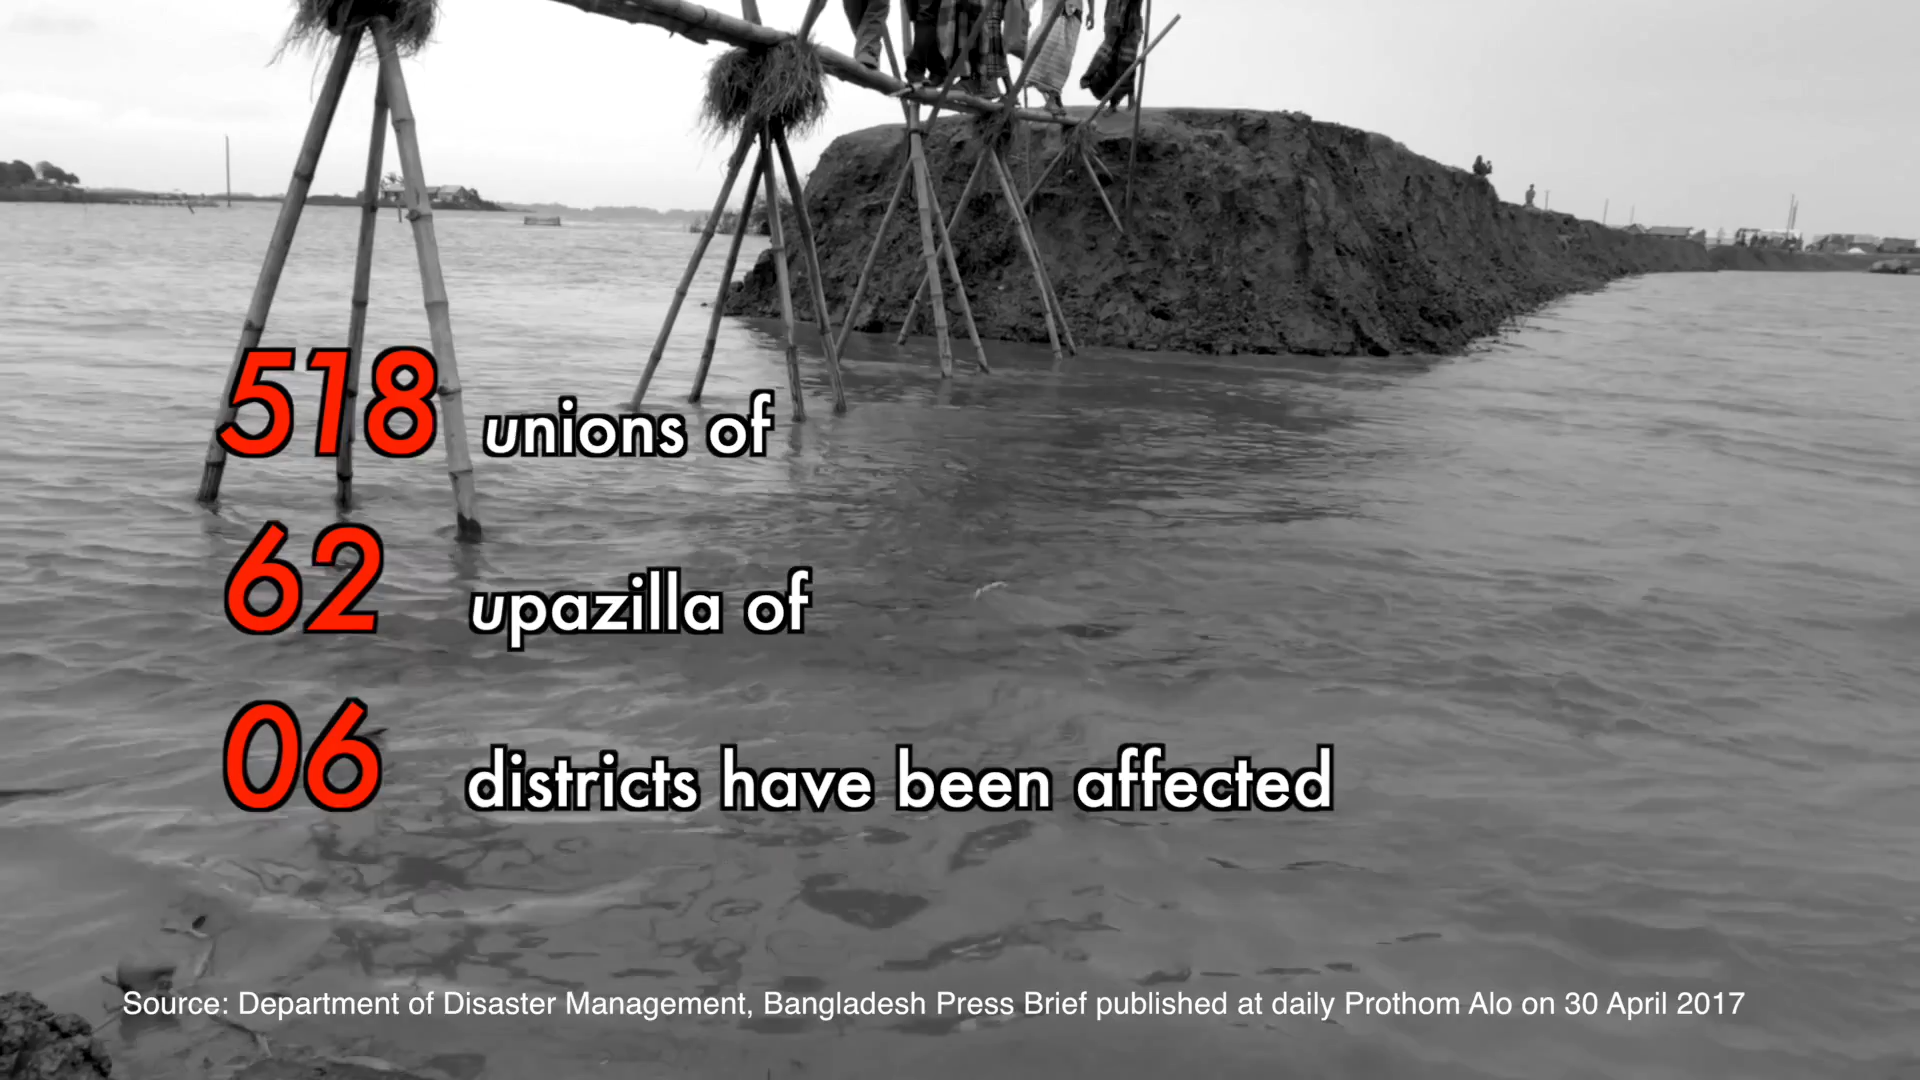 518 unions of
62 upazilla of
06 districts have been affected
Source: Department of Disaster Management, Bangladesh Press Brief published at daily Prothom Alo on 30 April 2017